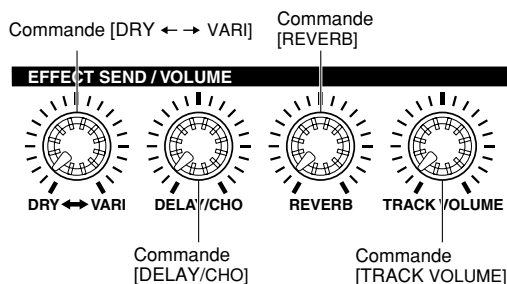 Commande [DRY ← → VARI]
Commande
[REVERB]
EFFECT SEND / VOLUME
DRY ⟷ VARI
DELAY/CHO
REVERB
TRACK VOLUME
Commande
[DELAY/CHO]
Commande
[TRACK VOLUME]